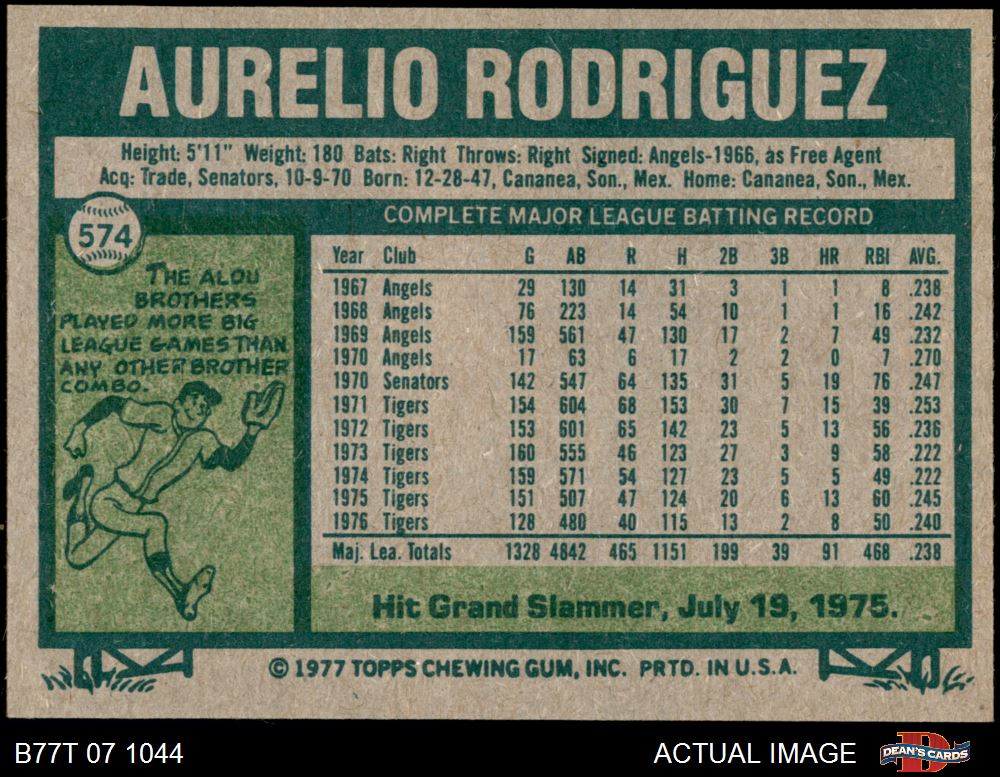 AURELIO RODRIGUEZ
Height: 5'11" Weight: 180 Bats: Right Throws: Right Signed: Angels-1966, as Free Agent
Acq: Trade, Senators, 10-9-70 Born: 12-28-47, Cananea, Son., Mex. Home: Cananea, Son., Mex.
574
THE ALOU
BROTHERS
PLAYED MORE BIG
LEAGUE GAMES THAN
ANY OTHER BROTHER
COMBO.
COMPLETE MAJOR LEAGUE BATTING RECORD
Year Club G AB R H 2B 3B HR RBI AVG.
1967 Angels 29 130 14 31 3 1 1 8 .238
1968 Angels 76 223 14 54 10 1 1 16 .242
1969 Angels 159 561 47 130 17 2 7 49 .232
1970 Angels 17 63 6 17 2 2 0 7 .270
1970 Senators 142 547 64 135 31 5 19 76 .247
1971 Tigers 154 604 68 153 30 7 15 39 .253
1972 Tigers 153 601 65 142 23 5 13 56 .236
1973 Tigers 160 555 46 123 27 3 9 58 .222
1974 Tigers 159 571 54 127 23 5 5 49 .222
1975 Tigers 151 507 47 124 20 6 13 60 .245
1976 Tigers 128 480 40 115 13 2 8 50 .240
Maj. Lea. Totals 1328 4842 465 1151 199 39 91 468 .238
Hit Grand Slammer, July 19, 1975.
© 1977 TOPPS CHEWING GUM, INC. PRTD. IN U.S.A.
B77T 07 1044
ACTUAL IMAGE
DEAN'S CARDS